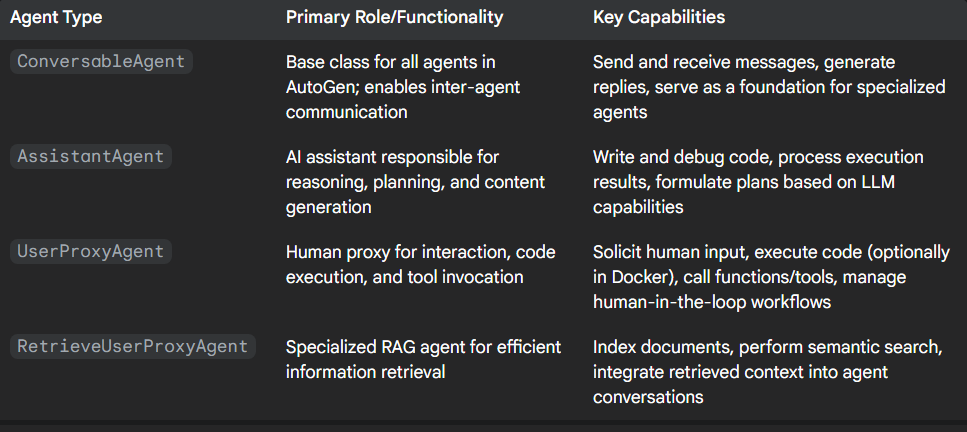 Agent Type Primary Role/Functionality Key Capabilities
ConversableAgent Base class for all agents in Send and receive messages, generate
AutoGen; enables inter-agent replies, serve as a foundation for specialized
communication agents
AssistantAgent AI assistant responsible for Write and debug code, process execution
reasoning, planning, and content results, formulate plans based on LLM
generation capabilities
UserProxyAgent Human proxy for interaction, code Solicit human input, execute code (optionally
execution, and tool invocation in Docker), call functions/tools, manage
human-in-the-loop workflows
RetrieveUserProxyAgent Specialized RAG agent for efficient Index documents, perform semantic search,
information retrieval integrate retrieved context into agent
conversations